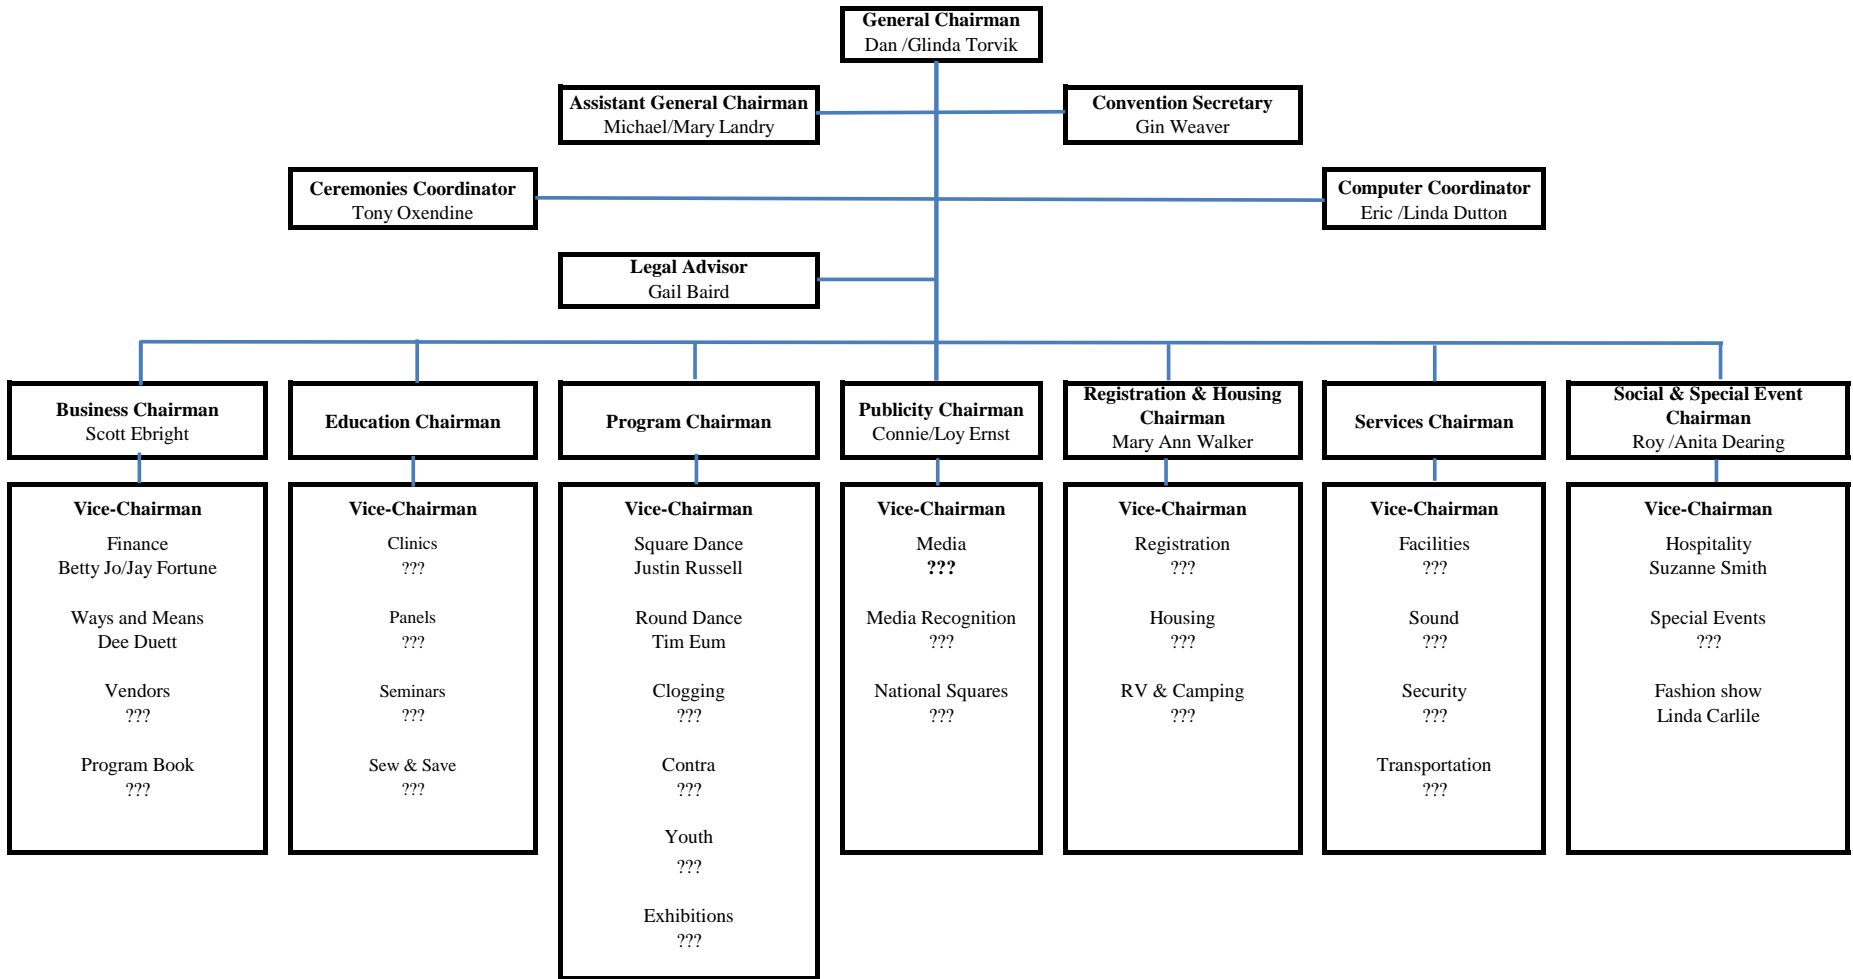 General Chairman
Dan /Glinda Torvik
Assistant General Chairman
Michael/Mary Landry
Convention Secretary
Gin Weaver
Ceremonies Coordinator
Tony Oxendine
Computer Coordinator
Eric /Linda Dutton
Legal Advisor
Gail Baird
Business Chairman
Scott Ebright
Education Chairman
Program Chairman
Publicity Chairman
Connie/Loy Ernst
Registration & Housing
Chairman
Mary Ann Walker
Services Chairman
Social & Special Event
Chairman
Roy /Anita Dearing
Vice-Chairman
Finance
Betty Jo/Jay Fortune
Ways and Means
Dee Duett
Vendors
???
Program Book
???
Vice-Chairman
Clinics
???
Panels
???
Seminars
???
Sew & Save
???
Vice-Chairman
Square Dance
Justin Russell
Round Dance
Tim Eum
Clogging
???
Contra
???
Youth
???
Exhibitions
???
Vice-Chairman
Media
???
Media Recognition
???
National Squares
???
Vice-Chairman
Registration
???
Housing
???
RV & Camping
???
Vice-Chairman
Facilities
???
Sound
???
Security
???
Transportation
???
Vice-Chairman
Hospitality
Suzanne Smith
Special Events
???
Fashion show
Linda Carlile